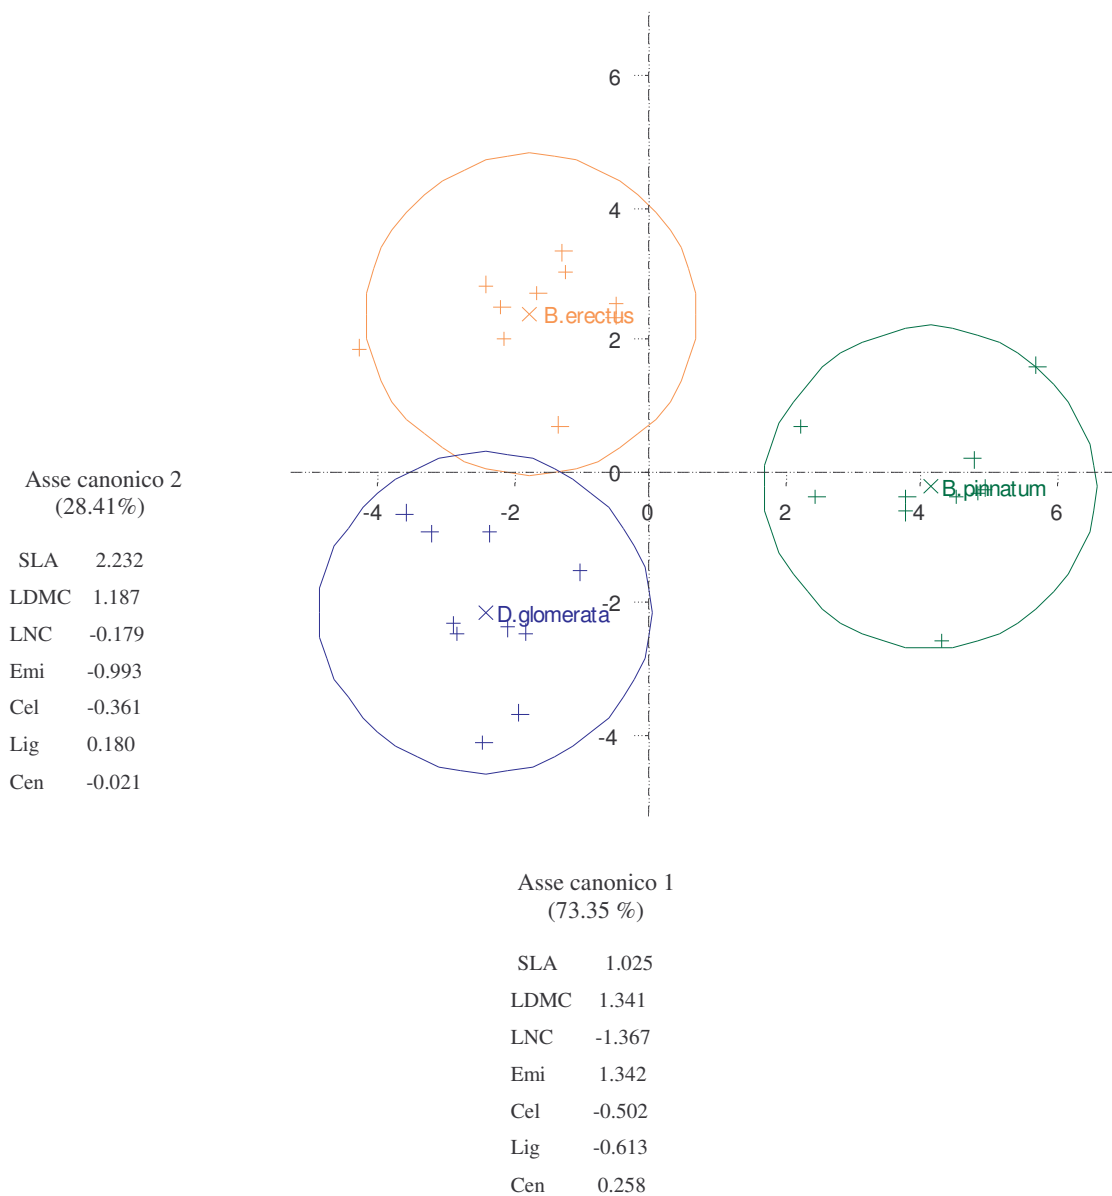 6
4
B.erectus
2
0
B.pinnatum
-4
-2
0
2
4
6
Asse canonico 2
(28.41%)
SLA 2.232
LDMC 1.187
LNC -0.179
Emi -0.993
Cel -0.361
Lig 0.180
Cen -0.021
-2
D.glomerata
-4
Asse canonico 1
(73.35 %)
SLA 1.025
LDMC 1.341
LNC -1.367
Emi 1.342
Cel -0.502
Lig -0.613
Cen 0.258